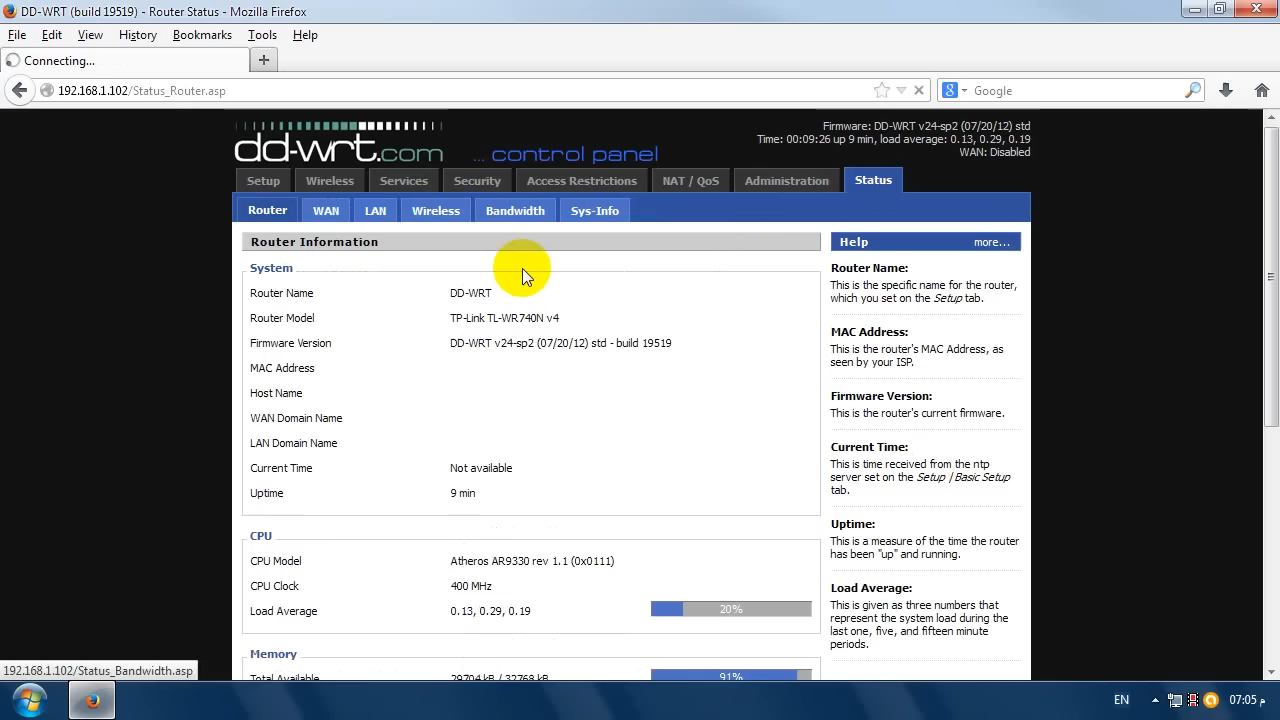 DD-WRT (build 19519) - Router Status - Mozilla Firefox
File Edit View History Bookmarks Tools Help
Connecting...
192.168.1.102/Status_Router.asp
Google
dd-wrt.com ... control panel
Firmware: DD-WRT v24-sp2 (07/20/12) std
Time: 00:09:26 up 9 min, load average: 0.13, 0.29, 0.19
WAN: Disabled
Setup Wireless Services Security Access Restrictions NAT / QoS Administration Status
Router WAN LAN Wireless Bandwidth Sys-Info
Router Information
System
Router Name DD-WRT
Router Model TP-Link TL-WR740N v4
Firmware Version DD-WRT v24-sp2 (07/20/12) std - build 19519
MAC Address
Host Name
WAN Domain Name
LAN Domain Name
Current Time Not available
Uptime 9 min
CPU
CPU Model Atheros AR9330 rev 1.1 (0x0111)
CPU Clock 400 MHz
Load Average 0.13, 0.29, 0.19 20%
Memory
Total Available 29704 kB / 32768 kB 91%
Help more...
Router Name:
This is the specific name for the router,
which you set on the Setup tab.
MAC Address:
This is the router's MAC Address, as
seen by your ISP.
Firmware Version:
This is the router's current firmware.
Current Time:
This is time received from the ntp
server set on the Setup / Basic Setup
tab.
Uptime:
This is a measure of the time the router
has been "up" and running.
Load Average:
This is given as three numbers that
represent the system load during the
last one, five, and fifteen minute
periods.
192.168.1.102/Status_Bandwidth.asp
EN
07:05 م